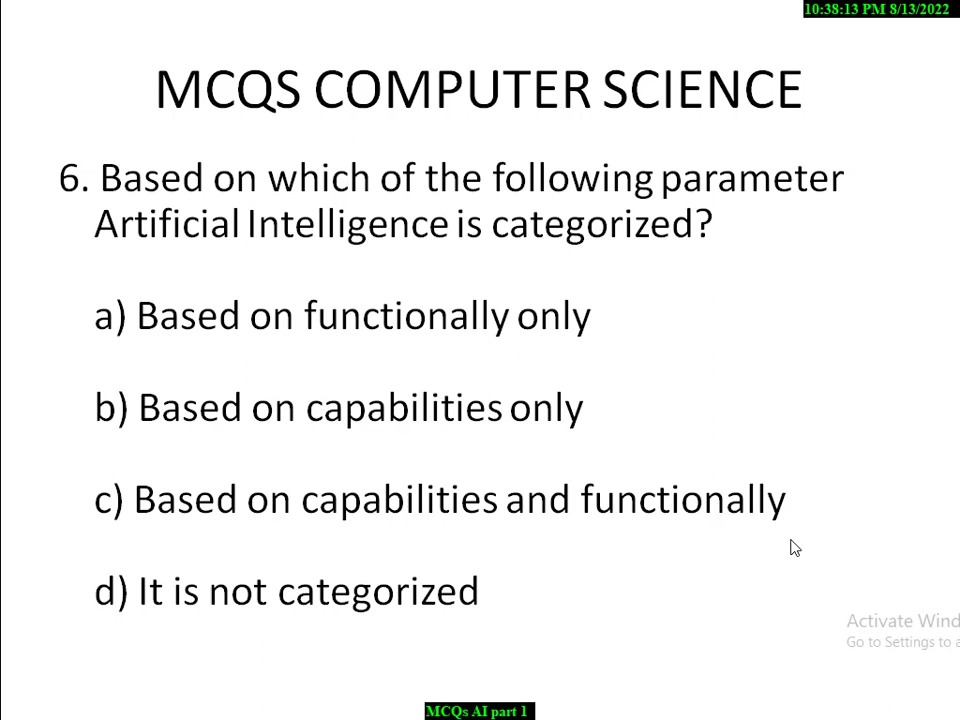 10:38:13 PM 8/13/2022
MCQS COMPUTER SCIENCE
6. Based on which of the following parameter
Artificial Intelligence is categorized?
a) Based on functionally only
b) Based on capabilities only
c) Based on capabilities and functionally
d) It is not categorized
Activate Wind
Go to Settings to a
MCQs AI part 1